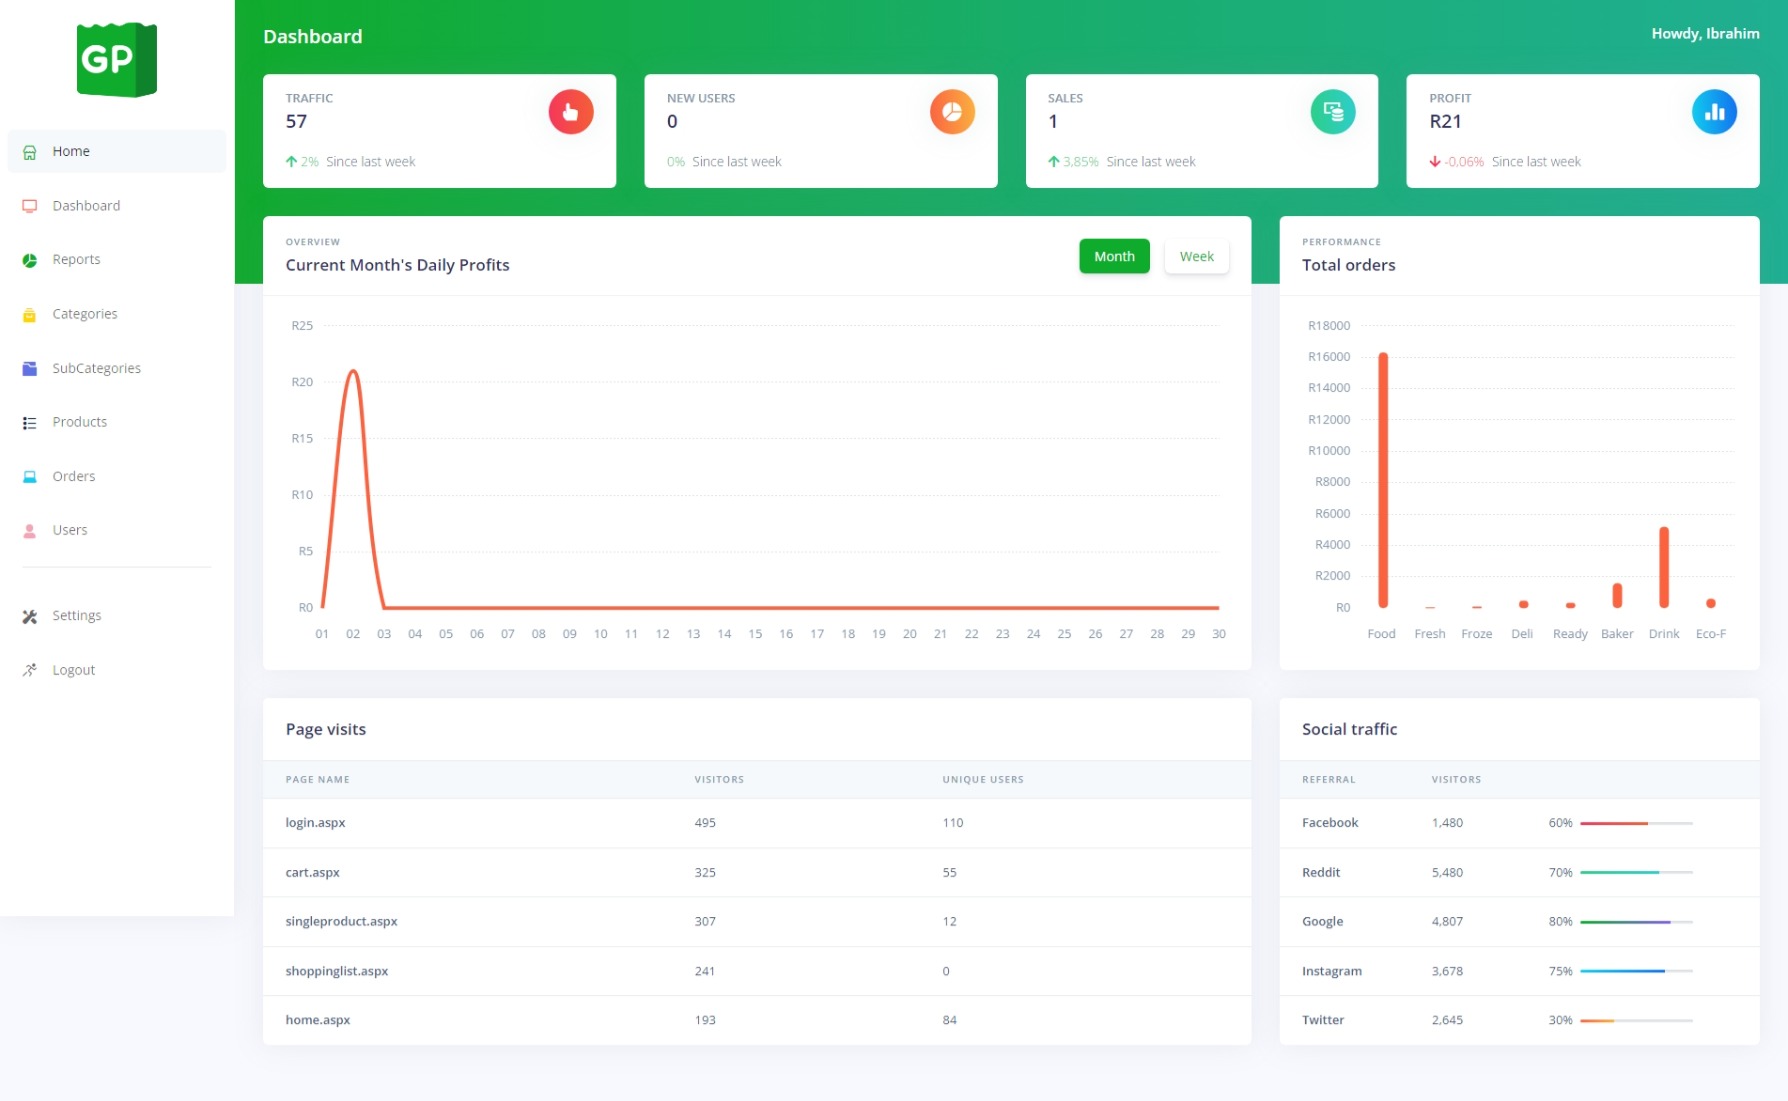 GP
Home
Dashboard
Reports
Categories
SubCategories
Products
Orders
Users
Settings
Logout
Dashboard
Howdy, Ibrahim
TRAFFIC
57
2% Since last week
NEW USERS
0
0% Since last week
SALES
1
3,85% Since last week
PROFIT
R21
-0,06% Since last week
OVERVIEW
Current Month's Daily Profits
Month Week
R25
R20
R15
R10
R5
R0
01 02 03 04 05 06 07 08 09 10 11 12 13 14 15 16 17 18 19 20 21 22 23 24 25 26 27 28 29 30
PERFORMANCE
Total orders
R18000
R16000
R14000
R12000
R10000
R8000
R6000
R4000
R2000
R0
Food Fresh Froze Deli Ready Baker Drink Eco-F
Page visits
PAGE NAME VISITORS UNIQUE USERS
login.aspx 495 110
cart.aspx 325 55
singleproduct.aspx 307 12
shoppinglist.aspx 241 0
home.aspx 193 84
Social traffic
REFERRAL VISITORS
Facebook 1,480 60%
Reddit 5,480 70%
Google 4,807 80%
Instagram 3,678 75%
Twitter 2,645 30%